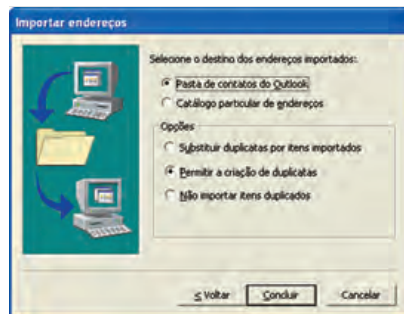 Importar endereços
Selecione o destino dos endereços importados:
Pasta de contatos do Outlook
Catálogo particular de endereços
Opções
Substituir duplicatas por itens importados
Permitir a criação de duplicatas
Não importar itens duplicados
≤ Voltar
Concluir
Cancelar